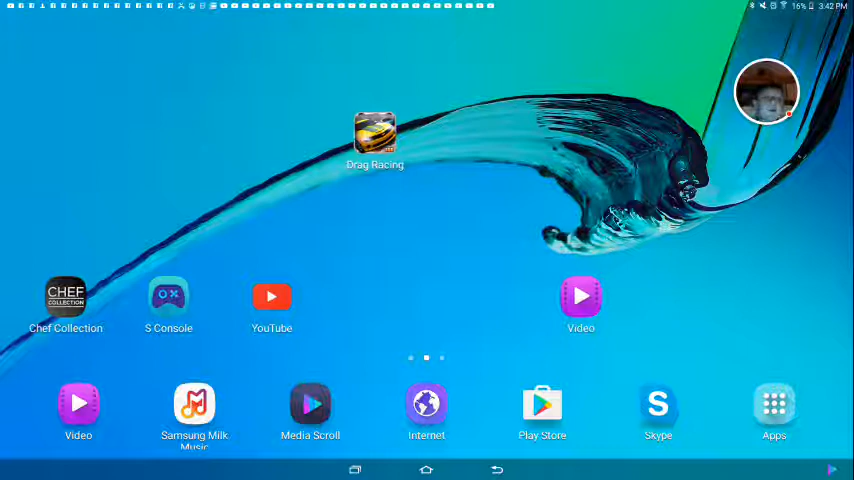 16% 3:42 PM
Drag Racing
CHEF
COLLECTION
Chef Collection
S Console
YouTube
Video
Video
Samsung Milk
Music
Media Scroll
Internet
Play Store
Skype
Apps